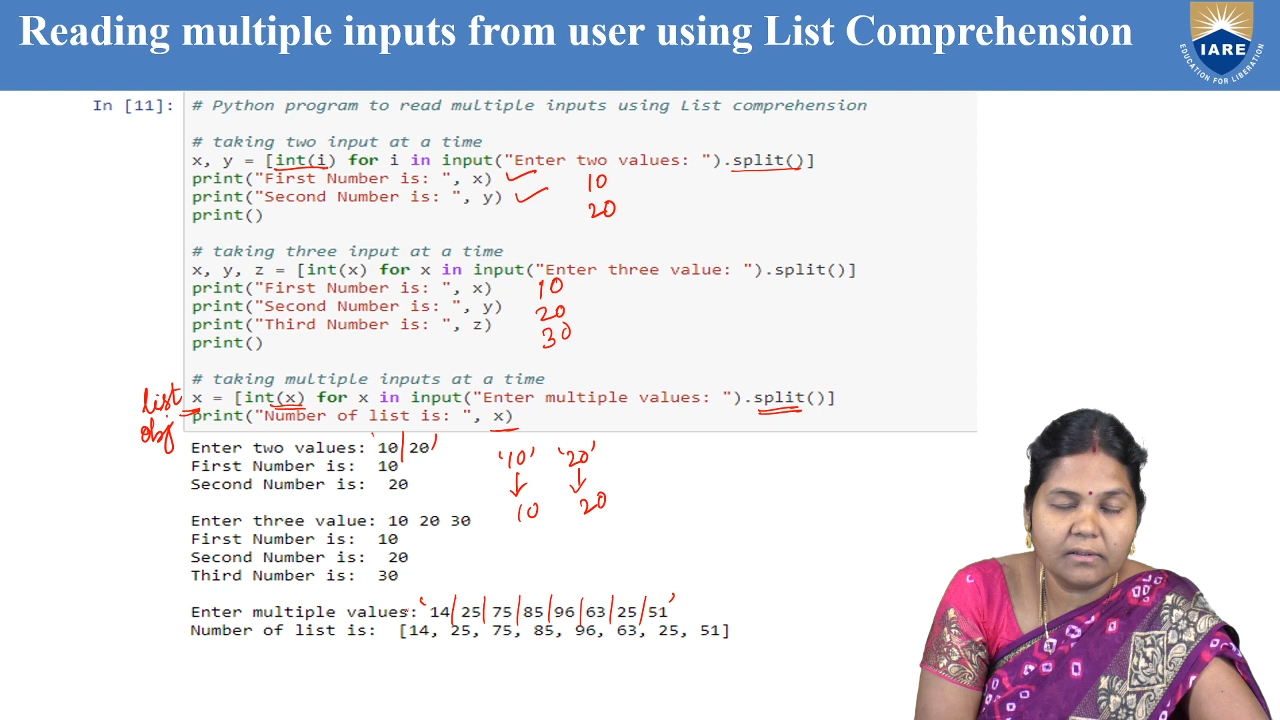 Reading multiple inputs from user using List Comprehension
IARE
EDUCATION FOR LIBERATION
In [11]: # Python program to read multiple inputs using List comprehension
# taking two input at a time
x, y = [int(i) for i in input("Enter two values: ").split()]
print("First Number is: ", x) 10
print("Second Number is: ", y) 20
print()
# taking three input at a time
x, y, z = [int(x) for x in input("Enter three value: ").split()]
print("First Number is: ", x) 10
print("Second Number is: ", y) 20
print("Third Number is: ", z) 30
print()
# taking multiple inputs at a time
list x = [int(x) for x in input("Enter multiple values: ").split()]
obj print("Number of list is: ", x)
Enter two values: '10|20' '10' '20'
First Number is:  10
Second Number is:  20 10 20
Enter three value: 10 20 30
First Number is:  10
Second Number is:  20
Third Number is:  30
Enter multiple values: '14|25|75|85|96|63|25|51'
Number of list is:  [14, 25, 75, 85, 96, 63, 25, 51]